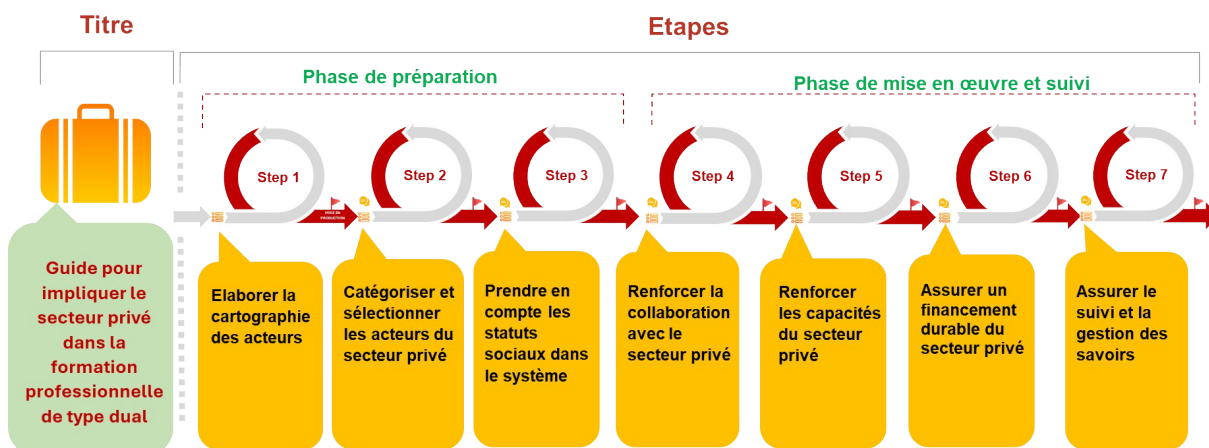 Titre
Etapes
Phase de préparation
Phase de mise en œuvre et suivi
Step 1
Step 2
Step 3
Step 4
Step 5
Step 6
Step 7
MISE EN
PRODUCTION
Guide pour
impliquer le
secteur privé
dans la
formation
professionnelle
de type dual
Elaborer la
cartographie
des acteurs
Catégoriser et
sélectionner
les acteurs du
secteur privé
Prendre en
compte les
statuts
sociaux dans
le système
Renforcer la
collaboration
avec le
secteur privé
Renforcer
les capacités
du secteur
privé
Assurer un
financement
durable du
secteur privé
Assurer le
suivi et la
gestion des
savoirs